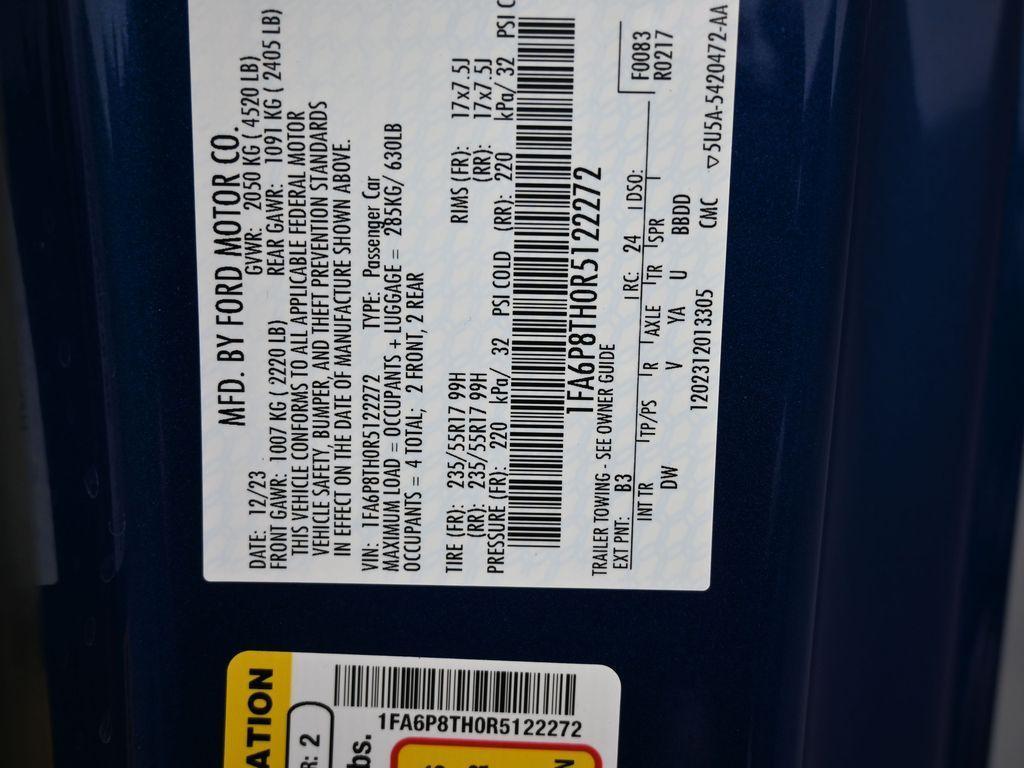 MFD. BY FORD MOTOR CO.
DATE: 12/23 GVWR: 2050 KG ( 4520 LB)
FRONT GAWR: 1007 KG ( 2220 LB) REAR GAWR: 1091 KG ( 2405 LB)
THIS VEHICLE CONFORMS TO ALL APPLICABLE FEDERAL MOTOR
VEHICLE SAFETY, BUMPER, AND THEFT PREVENTION STANDARDS
IN EFFECT ON THE DATE OF MANUFACTURE SHOWN ABOVE.
VIN: 1FA6P8TH0R5122272 TYPE: Passenger Car
MAXIMUM LOAD = OCCUPANTS + LUGGAGE = 285KG/ 630LB
OCCUPANTS = 4 TOTAL; 2 FRONT, 2 REAR
TIRE (FR): 235/55R17 99H RIMS (FR): 17x7.5J
(RR): 235/55R17 99H (RR): 17x7.5J
PRESSURE (FR): 220 kPa/ 32 PSI COLD (RR): 220 kPa/ 32 PSI C
1FA6P8TH0R5122272
TRAILER TOWING - SEE OWNER GUIDE
F0083
R0217
EXT PNT: B3 RC: 24 DSO:
INT TR TP/PS R AXLE TR SPR
DW V YA U BBDD
1202312013305 CMC
▽5U5A-5420472-AA
ATION
R: 2
bs.
1FA6P8TH0R5122272